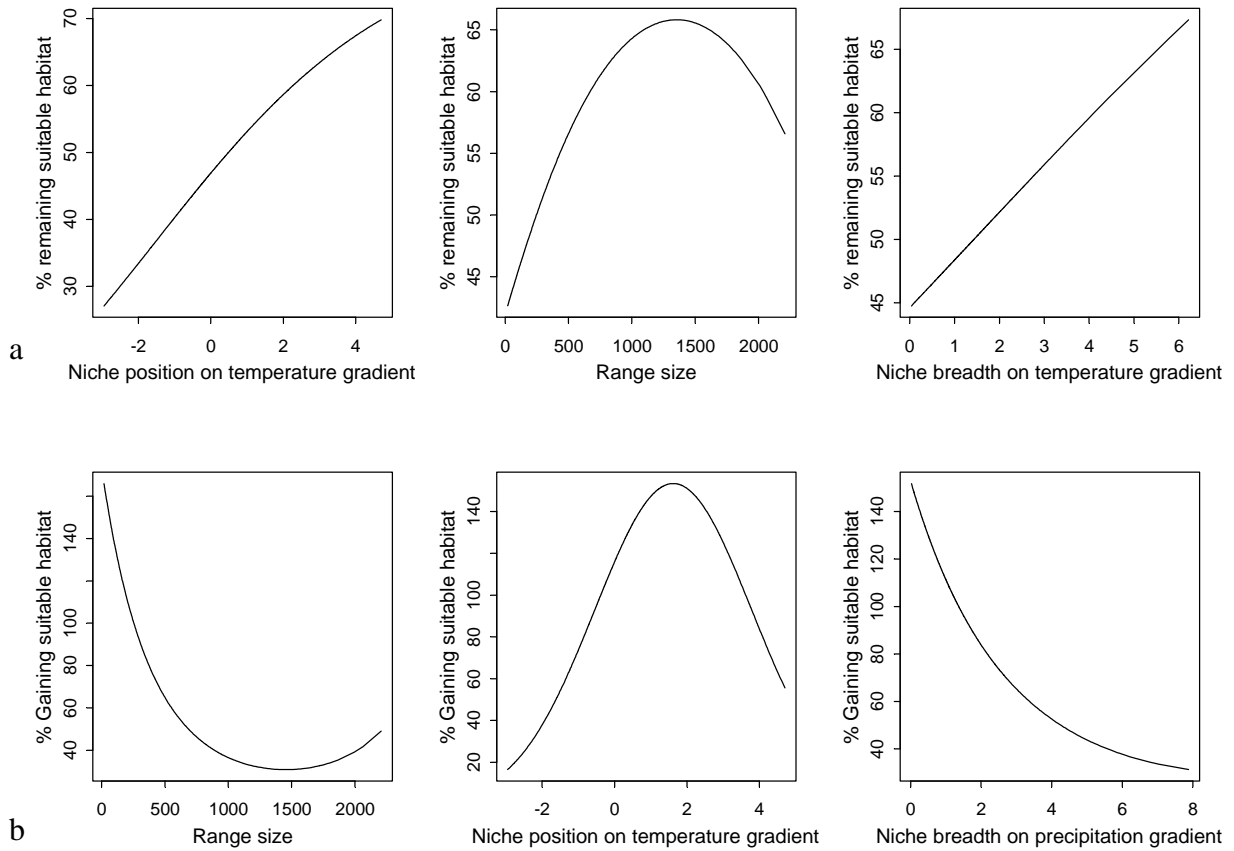 70
60
50
40
30
% remaining suitable habitat
-2 0 2 4
Niche position on temperature gradient
65
60
55
50
45
% remaining suitable habitat
0 500 1000 1500 2000
Range size
65
60
55
50
45
% remaining suitable habitat
0 1 2 3 4 5 6
Niche breadth on temperature gradient
a
140
100
80
60
40
% Gaining suitable habitat
0 500 1000 1500 2000
Range size
140
100
80
60
40
20
% Gaining suitable habitat
-2 0 2 4
Niche position on temperature gradient
140
120
100
80
60
40
% Gaining suitable habitat
0 2 4 6 8
Niche breadth on precipitation gradient
b